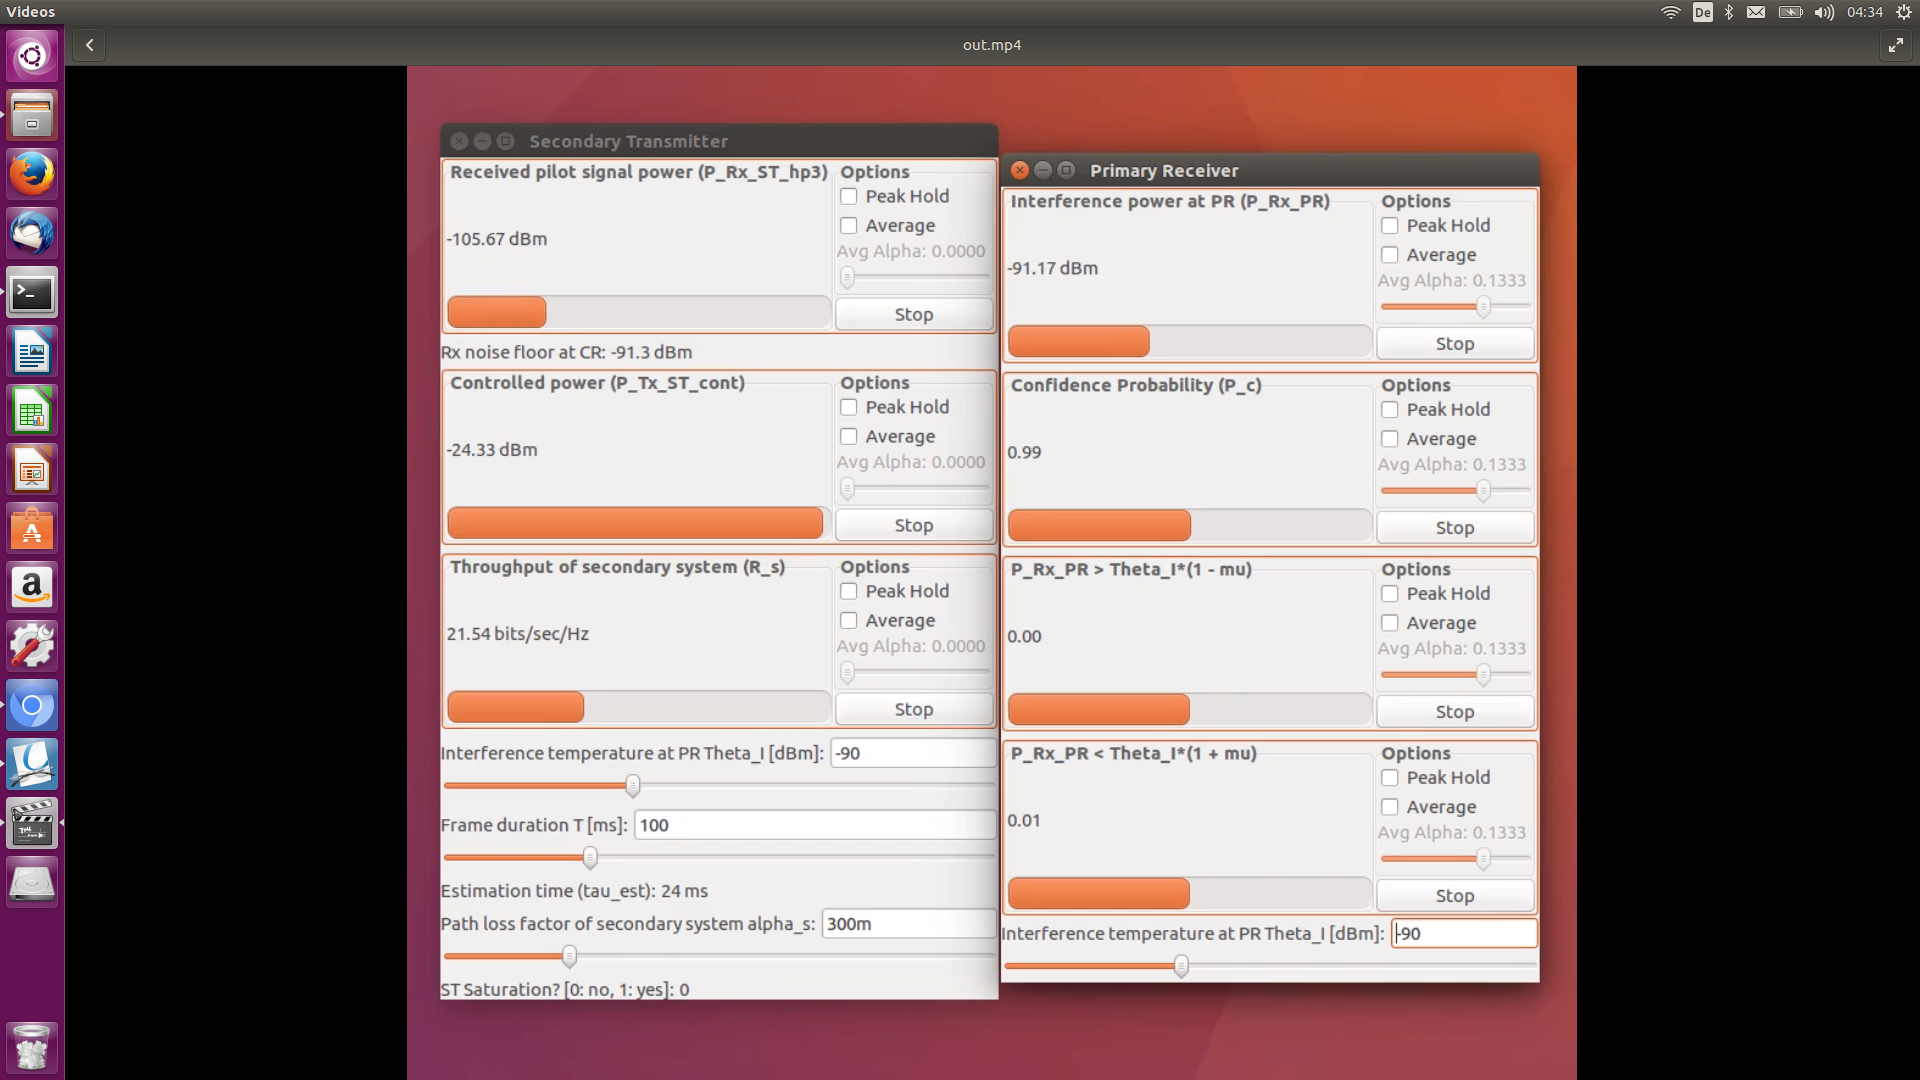 Videos
De
04:34
out.mp4
Secondary Transmitter
Received pilot signal power (P_Rx_ST_hp3)
Options
Peak Hold
Average
-105.67 dBm
Avg Alpha: 0.0000
Stop
Rx noise floor at CR: -91.3 dBm
Controlled power (P_Tx_ST_cont)
Options
Peak Hold
Average
-24.33 dBm
Avg Alpha: 0.0000
Stop
Throughput of secondary system (R_s)
Options
Peak Hold
Average
21.54 bits/sec/Hz
Avg Alpha: 0.0000
Stop
Interference temperature at PR Theta_I [dBm]: -90
Frame duration T [ms]: 100
Estimation time (tau_est): 24 ms
Path loss factor of secondary system alpha_s: 300m
ST Saturation? [0: no, 1: yes]: 0
Primary Receiver
Interference power at PR (P_Rx_PR)
Options
Peak Hold
Average
-91.17 dBm
Avg Alpha: 0.1333
Stop
Confidence Probability (P_c)
Options
Peak Hold
Average
0.99
Avg Alpha: 0.1333
Stop
P_Rx_PR > Theta_I*(1 - mu)
Options
Peak Hold
Average
0.00
Avg Alpha: 0.1333
Stop
P_Rx_PR < Theta_I*(1 + mu)
Options
Peak Hold
Average
0.01
Avg Alpha: 0.1333
Stop
Interference temperature at PR Theta_I [dBm]: -90